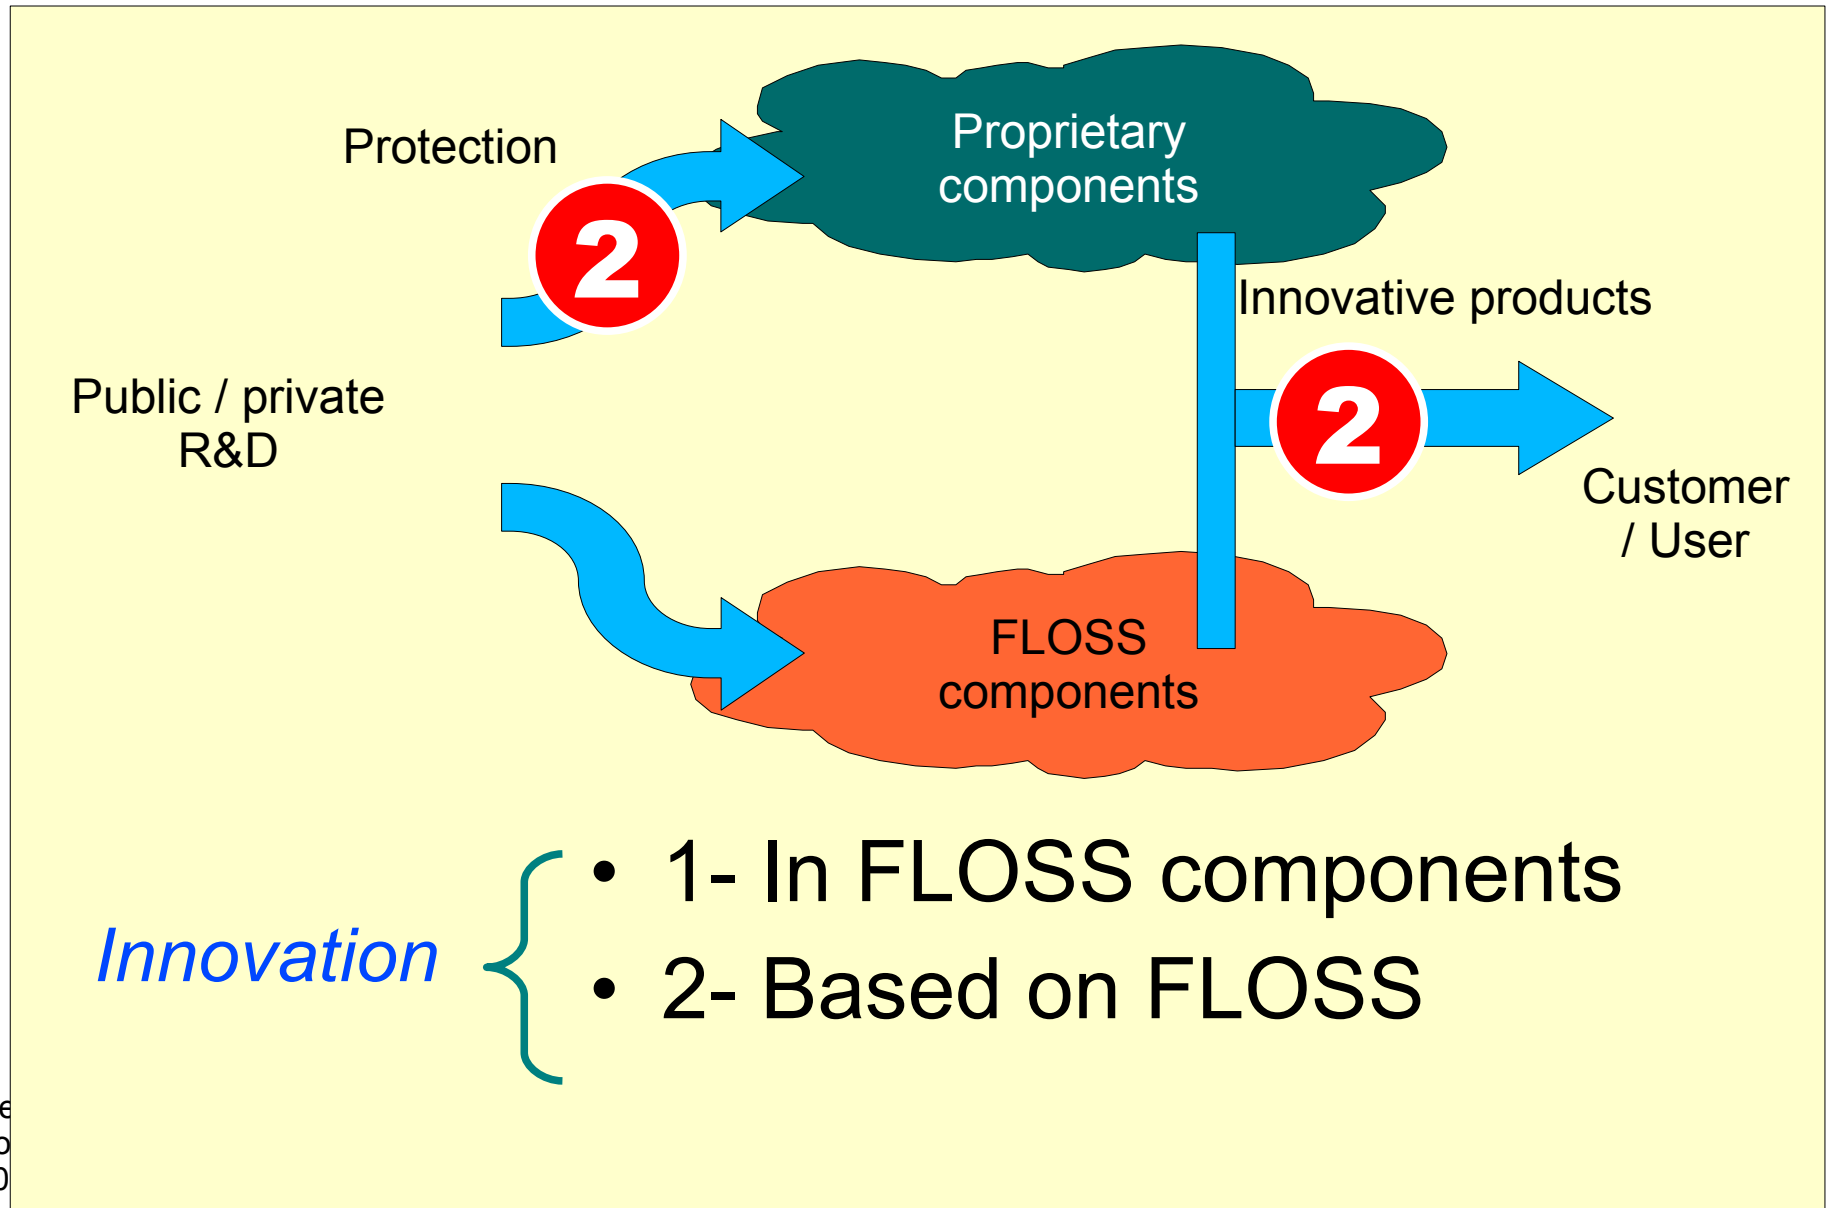 Protection
Proprietary
components
2
Innovative products
Public / private
R&D
2
Customer
/ User
FLOSS
components
• 1- In FLOSS components
Innovation
• 2- Based on FLOSS